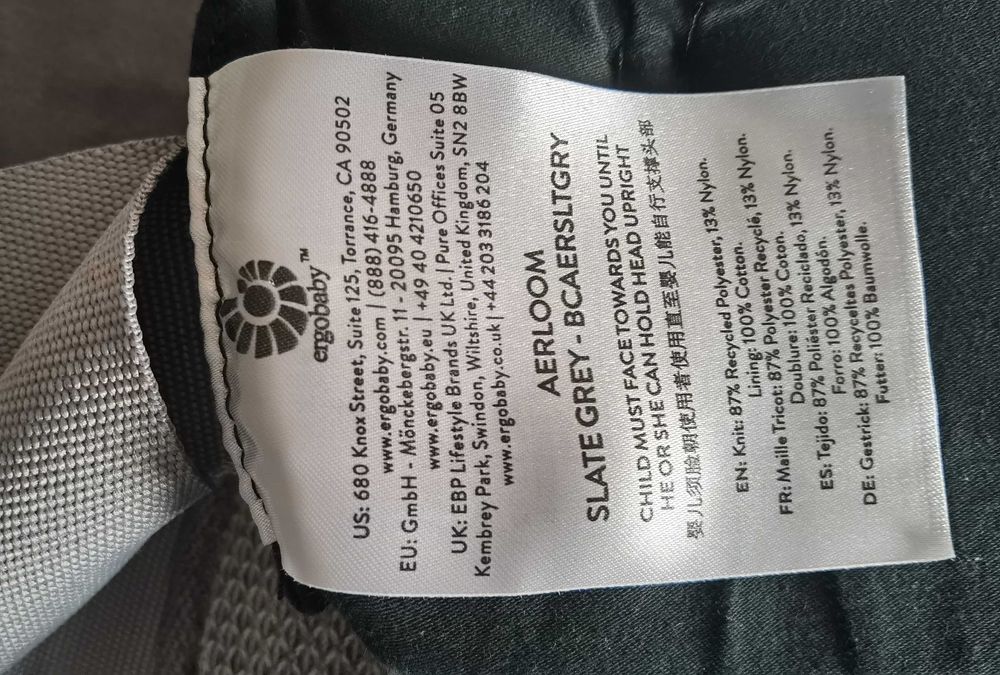 ergobaby™
US: 680 Knox Street, Suite 125, Torrance, CA 90502
www.ergobaby.com | (888) 416-4888
EU: GmbH - Mönckebergstr. 11 - 20095 Hamburg, Germany
www.ergobaby.eu | +49 40 4210650
UK: EBP Lifestyle Brands UK Ltd. | Pure Offices Suite 05
Kembrey Park, Swindon, Wiltshire, United Kingdom, SN2 8BW
www.ergobaby.co.uk | +44 203 3186 204
AERLOOM
SLATE GREY - BCAERSLTGRY
CHILD MUST FACE TOWARDS YOU UNTIL
HE OR SHE CAN HOLD HEAD UPRIGHT
婴儿须脸朝使用者使用直至婴儿能自行支撑头部
EN: Knit: 87% Recycled Polyester, 13% Nylon.
Lining: 100% Cotton.
FR: Maille Tricot: 87% Polyester Recyclé, 13% Nylon.
Doublure: 100% Coton.
ES: Tejido: 87% Poliéster Reciclado, 13% Nylon.
Forro: 100% Algodón.
DE: Gestrick: 87% Receyceltes Polyester, 13% Nylon.
Futter: 100% Baumwolle.